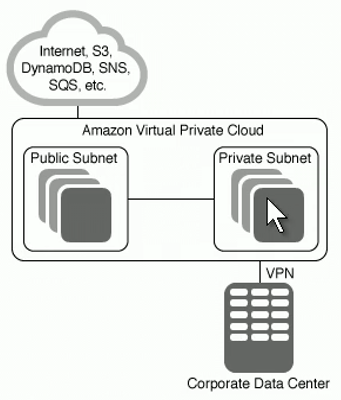 Internet, S3,
DynamoDB, SNS,
SQS, etc.
Amazon Virtual Private Cloud
Public Subnet
Private Subnet
VPN
Corporate Data Center